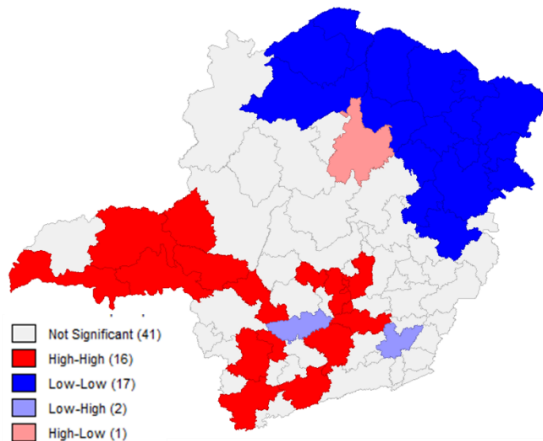 Not Significant (41)
High-High (16)
Low-Low (17)
Low-High (2)
High-Low (1)